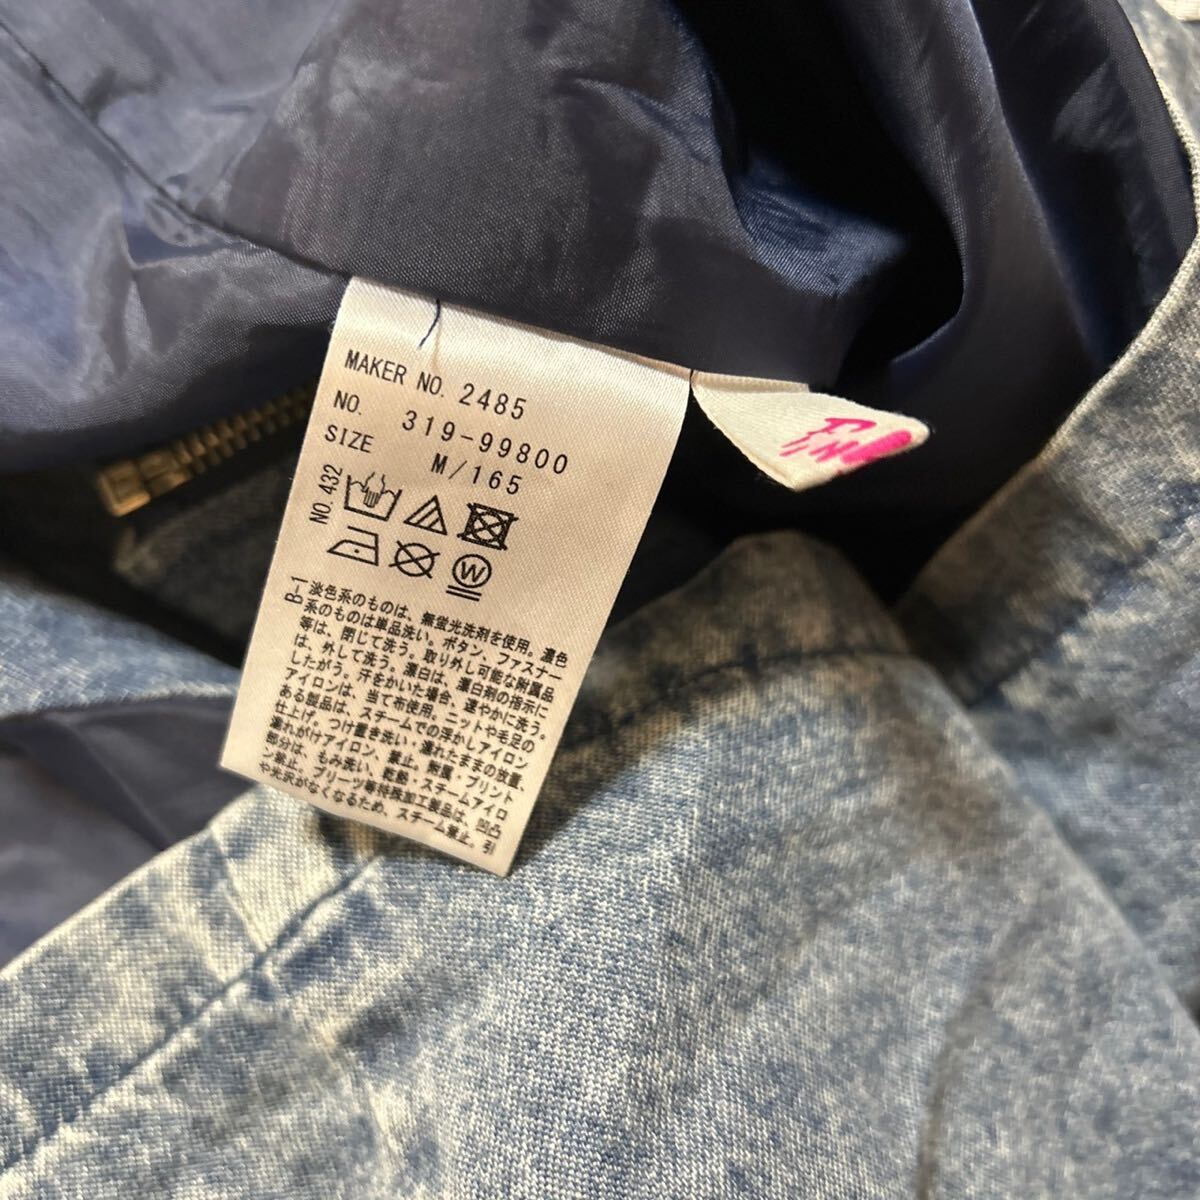 MAKER NO. 2485
NO. 319-99800
SIZE M/165
NO.432
W
B-1
淡色系のものは、無蛍光洗剤を使用。濃色
系のものは単品洗い。ボタン、ファスナー
等は、閉じて洗う。取り外し可能な附属品
は、外して洗う。漂白は、漂白剤の指示に
したがう。汗をかいた場合、速やかに洗う。
アイロンは、当て布使用。ニットや毛足の
ある製品は、スチームでの浮かしアイロン
仕上げ。つけ置き洗い・濡れたままの放置、
濡れがけアイロン、禁止。附属・プリント
部分は、もみ洗い、乾燥・スチームアイロ
ン禁止。プリーツ等特殊加工製品は、凹凸
や光沢がなくなるため、スチーム禁止。引